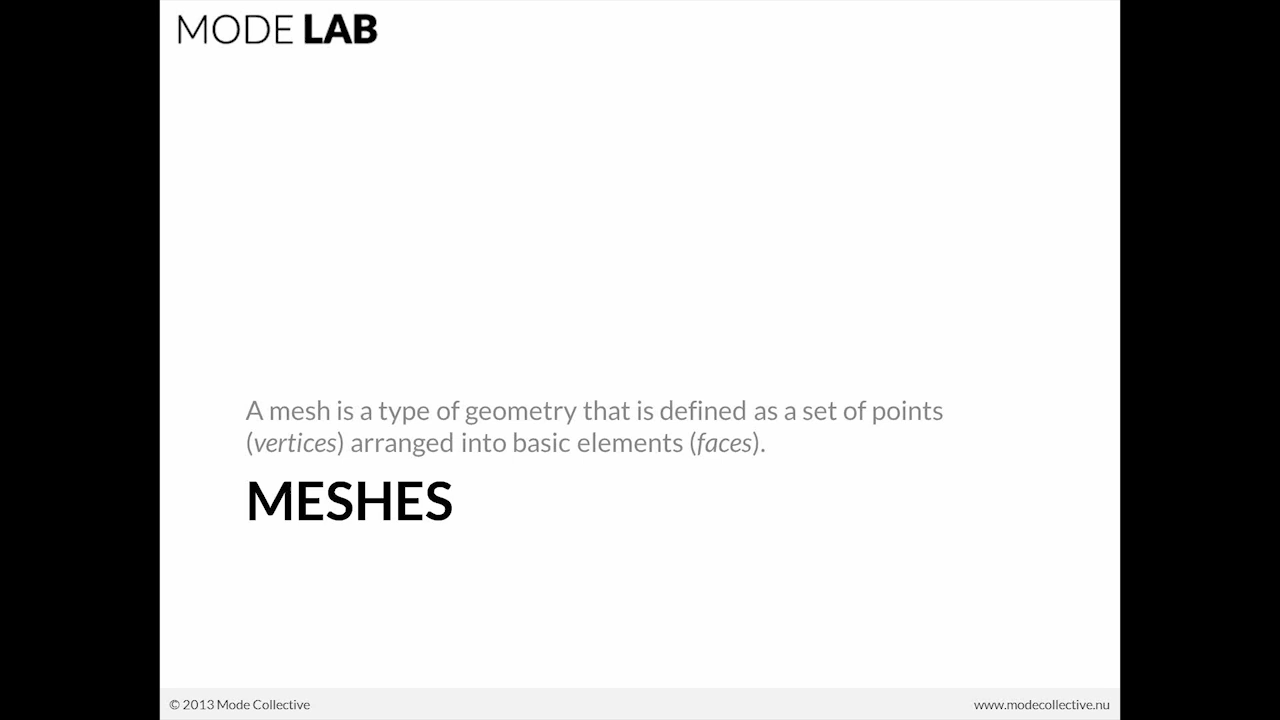 MODE LAB
A mesh is a type of geometry that is defined as a set of points
(vertices) arranged into basic elements (faces).
MESHES
© 2013 Mode Collective
www.modecollective.nu